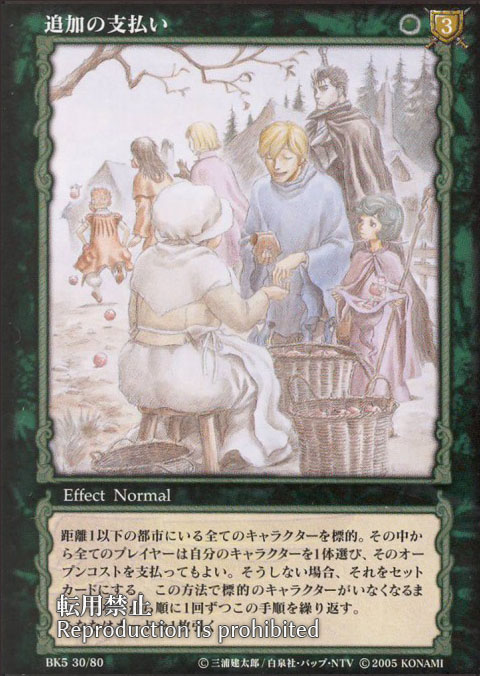 追加の支払い
3
Effect Normal
距離1以下の都市にいる全てのキャラクターを標的。その中か
ら全てのプレイヤーは自分のキャラクターを1体選び、そのオー
プンコストを支払ってもよい。そうしない場合、それをセット
カードにする。この方法で標的のキャラクターがいなくなるま
順に1回ずつこの手順を繰り返す。
転用禁止
Reproduction is prohibited
BK5 30/80
©三浦建太郎/白泉社・バップ・NTV ©2005 KONAMI